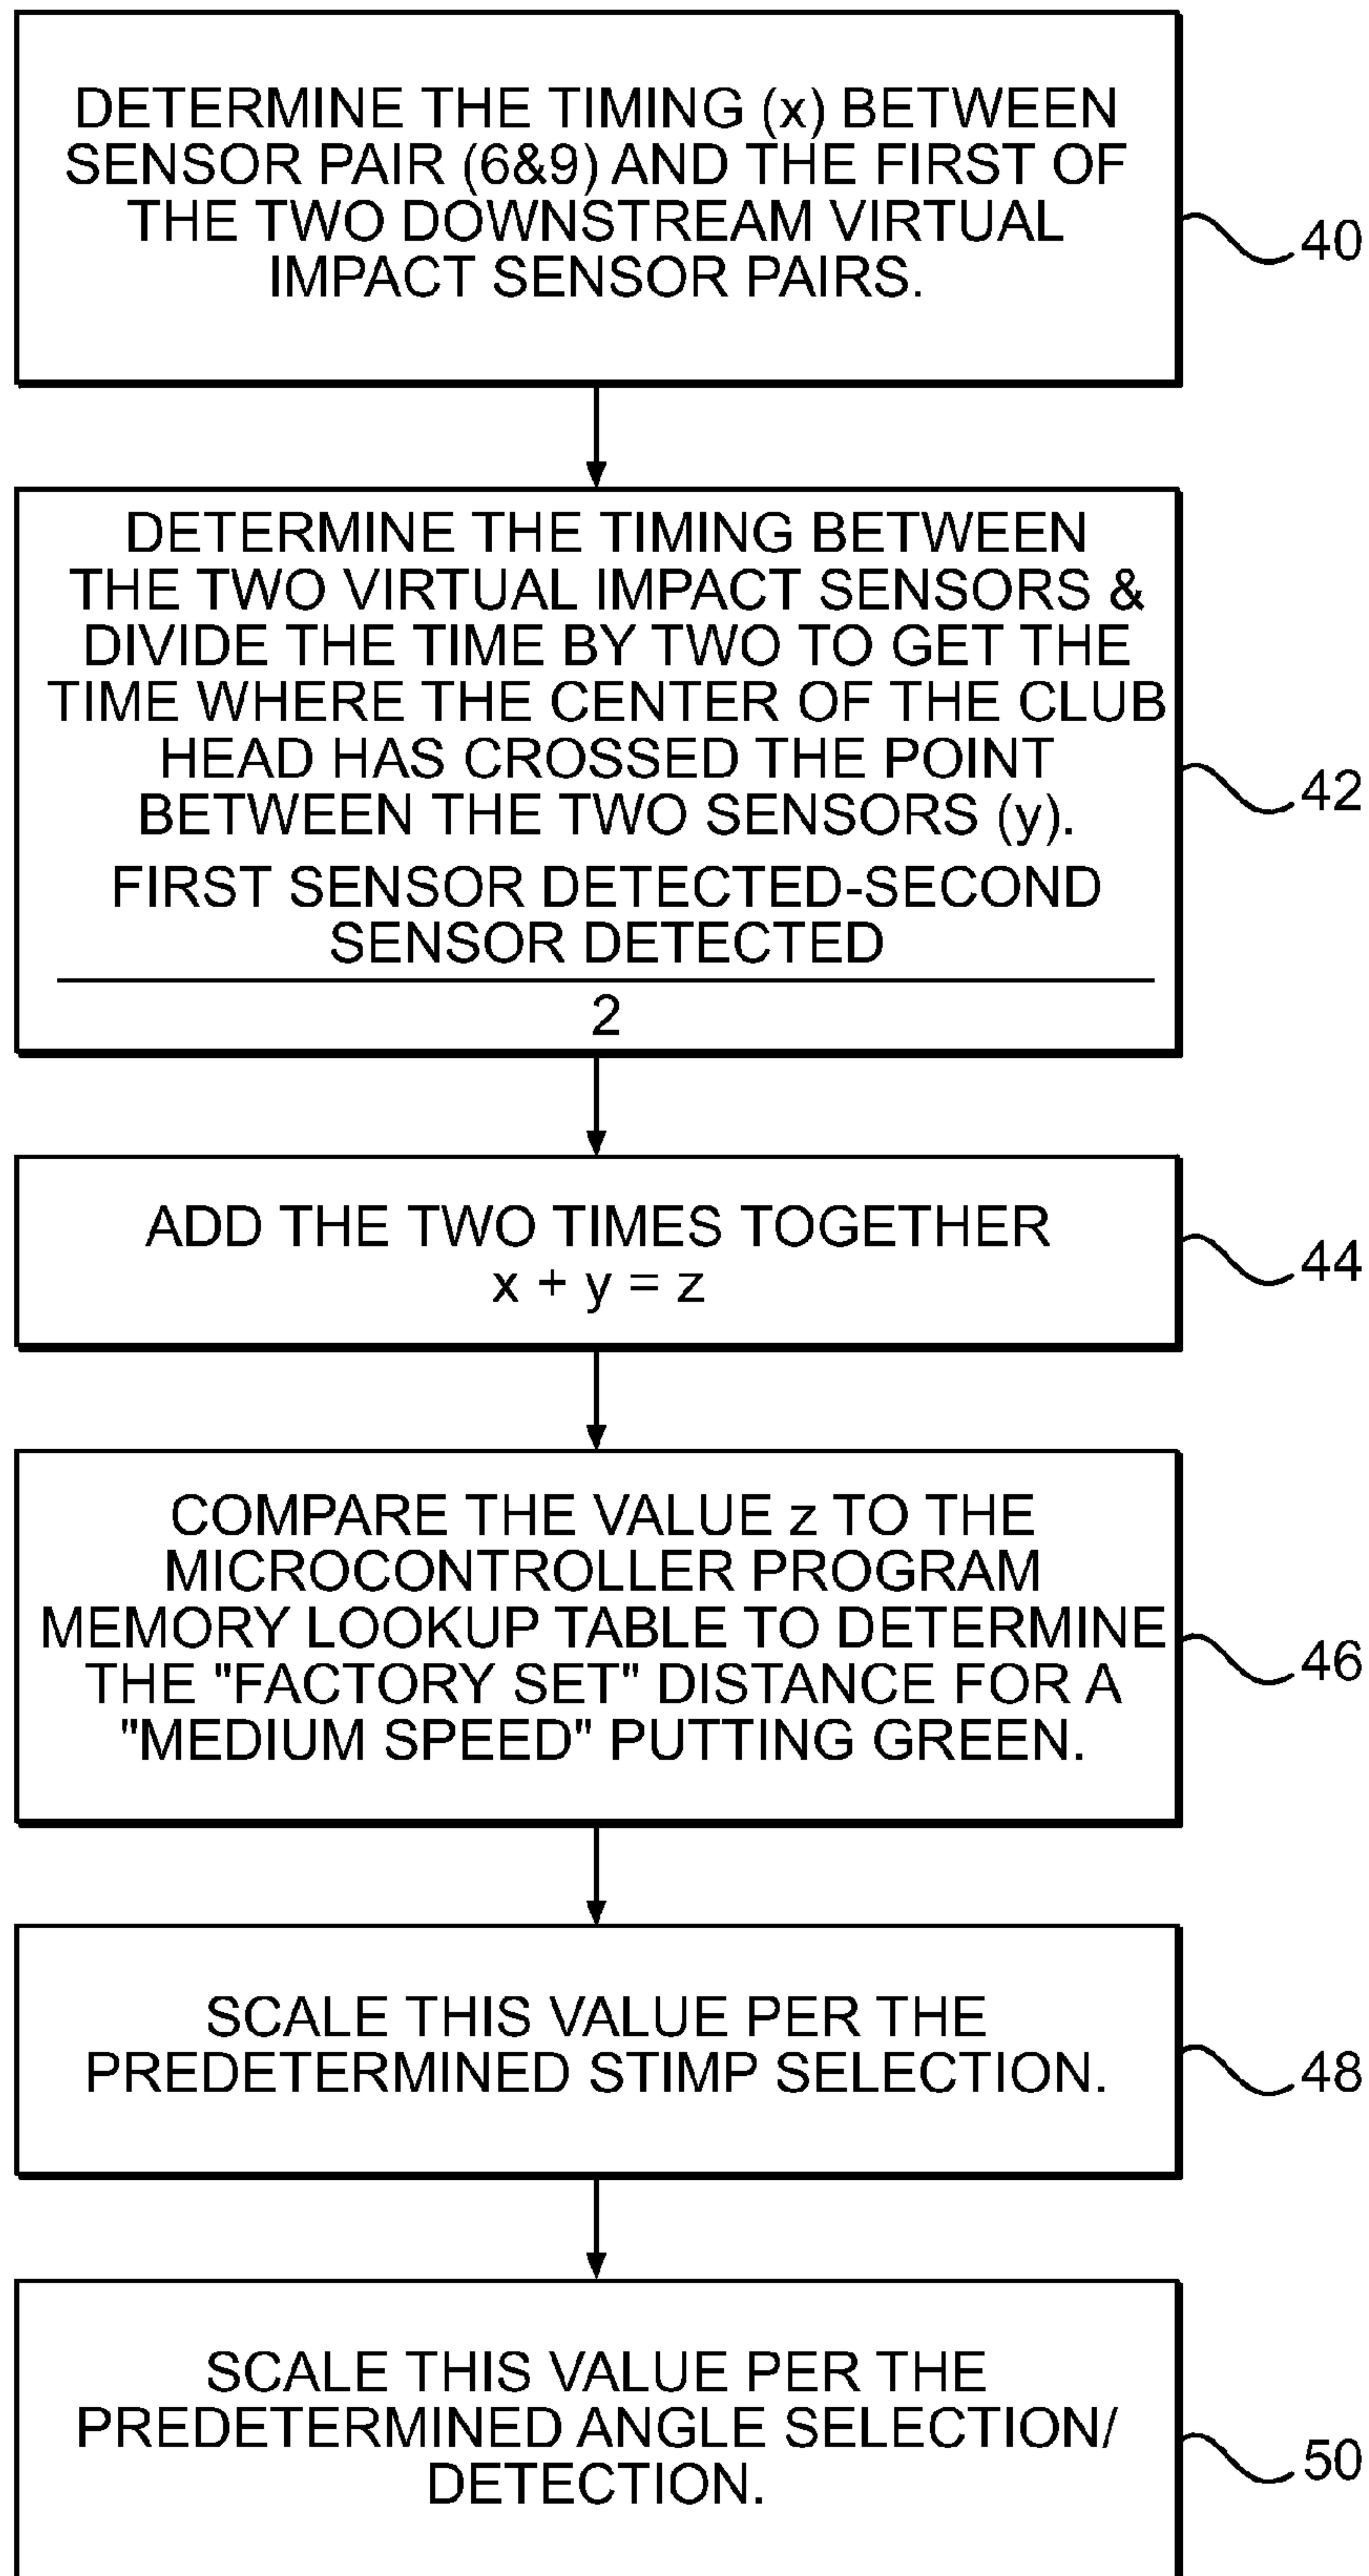 DETERMINE THE TIMING (x) BETWEEN
SENSOR PAIR (6&9) AND THE FIRST OF
THE TWO DOWNSTREAM VIRTUAL
IMPACT SENSOR PAIRS.
40
DETERMINE THE TIMING BETWEEN
THE TWO VIRTUAL IMPACT SENSORS &
DIVIDE THE TIME BY TWO TO GET THE
TIME WHERE THE CENTER OF THE CLUB
HEAD HAS CROSSED THE POINT
BETWEEN THE TWO SENSORS (y).
FIRST SENSOR DETECTED-SECOND
SENSOR DETECTED
2
42
ADD THE TWO TIMES TOGETHER
x + y = z
44
COMPARE THE VALUE z TO THE
MICROCONTROLLER PROGRAM
MEMORY LOOKUP TABLE TO DETERMINE
THE "FACTORY SET" DISTANCE FOR A
"MEDIUM SPEED" PUTTING GREEN.
46
SCALE THIS VALUE PER THE
PREDETERMINED STIMP SELECTION.
48
SCALE THIS VALUE PER THE
PREDETERMINED ANGLE SELECTION/
DETECTION.
50